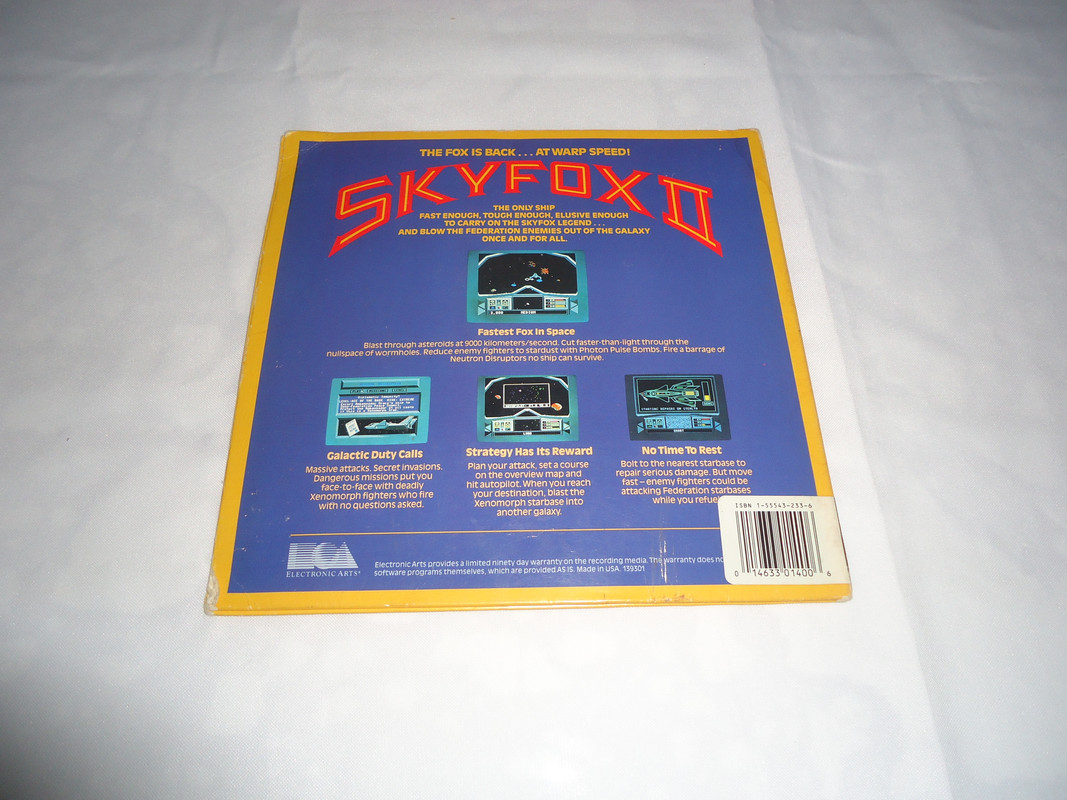 THE FOX IS BACK . . . AT WARP SPEED!
SKYFOX II
THE ONLY SHIP
FAST ENOUGH, TOUGH ENOUGH, ELUSIVE ENOUGH
TO CARRY ON THE SKYFOX LEGEND . . .
AND BLOW THE FEDERATION ENEMIES OUT OF THE GALAXY
ONCE AND FOR ALL.
MEDIUM
Fastest Fox In Space
Blast through asteroids at 9000 kilometers/second. Cut faster-than-light through the
nullspace of wormholes. Reduce enemy fighters to stardust with Photon Pulse Bombs. Fire a barrage of
Neutron Disruptors no ship can survive.
STARTING REPAIRS ON STEALTH
Galactic Duty Calls
Massive attacks. Secret invasions.
Dangerous missions put you
face-to-face with deadly
Xenomorph fighters who fire
with no questions asked.
Strategy Has Its Reward
Plan your attack, set a course
on the overview map and
hit autopilot. When you reach
your destination, blast the
Xenomorph starbase into
another galaxy.
No Time To Rest
Bolt to the nearest starbase to
repair serious damage. But move
fast – enemy fighters could be
attacking Federation starbases
while you
ISBN 1-55543-233-6
0 14633 01400 6
ELECTRONIC ARTS®
Electronic Arts provides a limited ninety day warranty on the recording media. The warranty does
software programs themselves, which are provided AS IS. Made in USA. 139301